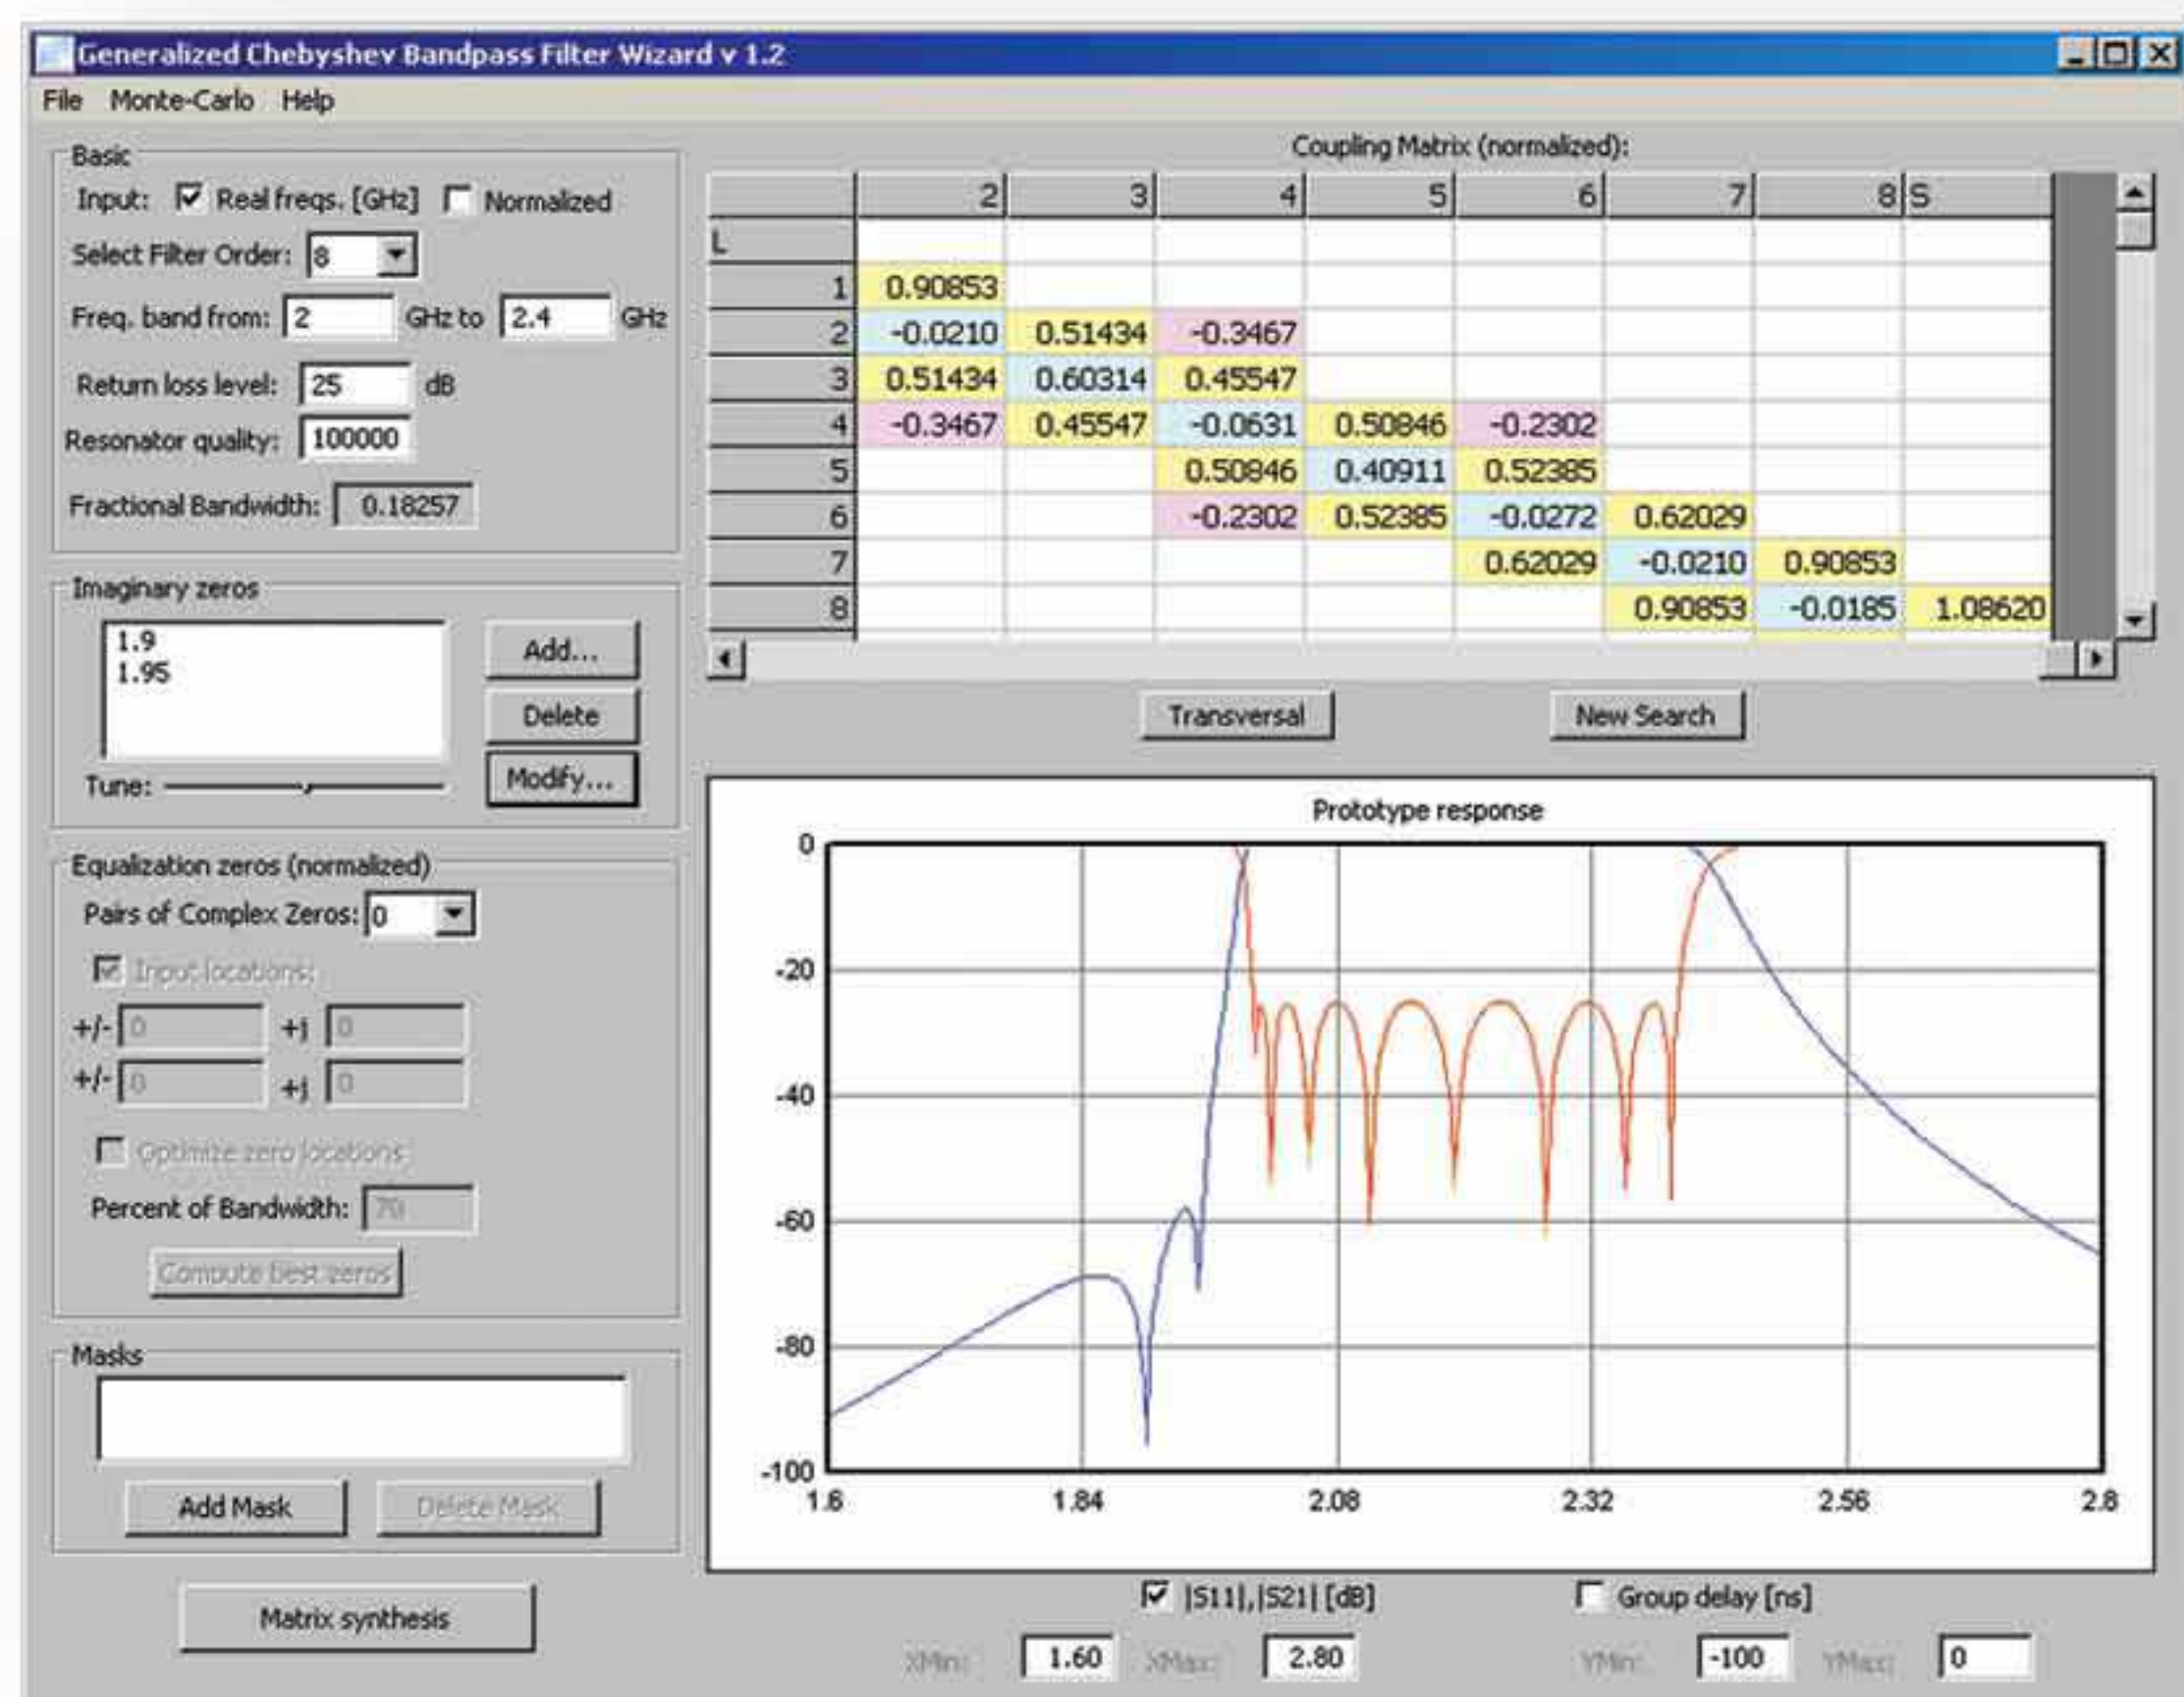 Generalized Chebyshev Bandpass Filter Wizard v 1.2
File Monte-Carlo Help
Basic
Input: Real freqs. [GHz] Normalized
Select Filter Order: 8
Freq. band from: 2 GHz to 2.4 GHz
Return loss level: 25 dB
Resonator quality: 100000
Fractional Bandwidth: 0.18257
Imaginary zeros
1.9
1.95
Add...
Delete
Modify...
Tune:
Equalization zeros (normalized)
Pairs of Complex Zeros: 0
Input locations:
+/- 0 +j 0
+/- 0 +j 0
Optimize zero locations
Percent of Bandwidth: 70
Compute best zeros
Masks
Add Mask Delete Mask
Matrix synthesis
Coupling Matrix (normalized):
2 3 4 5 6 7 8 S
L
1 0.90853
2 -0.0210 0.51434 -0.3467
3 0.51434 0.60314 0.45547
4 -0.3467 0.45547 -0.0631 0.50846 -0.2302
5 0.50846 0.40911 0.52385
6 -0.2302 0.52385 -0.0272 0.62029
7 0.62029 -0.0210 0.90853
8 0.90853 -0.0185 1.08620
Transversal New Search
Prototype response
0
-20
-40
-60
-80
-100
1.6 1.84 2.08 2.32 2.56 2.8
|S11|,|S21| [dB] Group delay [ns]
XMin: 1.60 XMax: 2.80 YMin: -100 YMax: 0